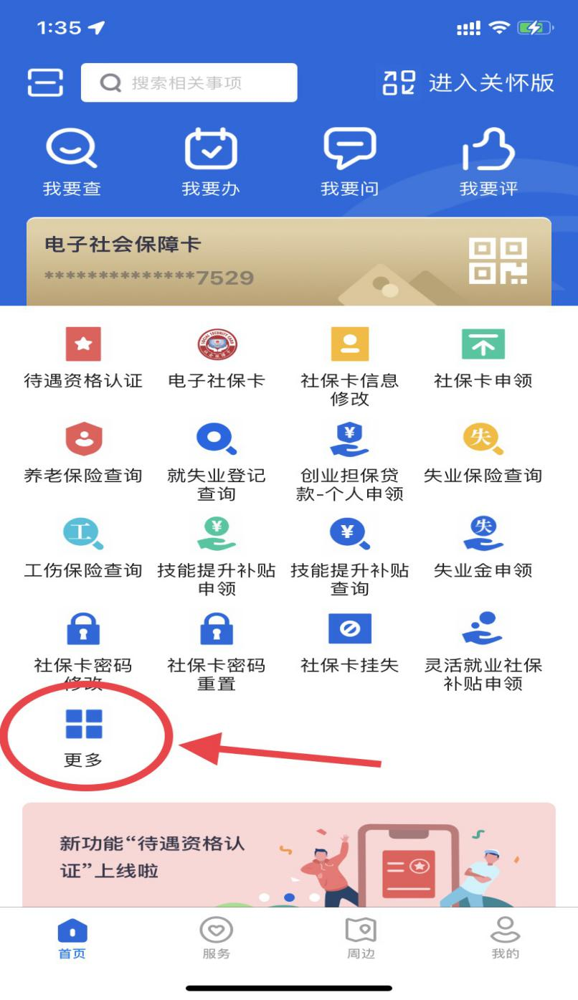 1:35
搜索相关事项
进入关怀版
我要查 我要办 我要问 我要评
电子社会保障卡
**************7529
待遇资格认证 电子社保卡 社保卡信息 社保卡申领
修改
养老保险查询 就失业登记 创业担保贷 失业保险查询
查询 款-个人申领
失
工
失
工伤保险查询 技能提升补贴 技能提升补贴 失业金申领
申领 查询
社保卡密码 社保卡密码 社保卡挂失 灵活就业社保
修改 重置 补贴申领
更多
新功能“待遇资格认
证”上线啦
首页 服务 周边 我的